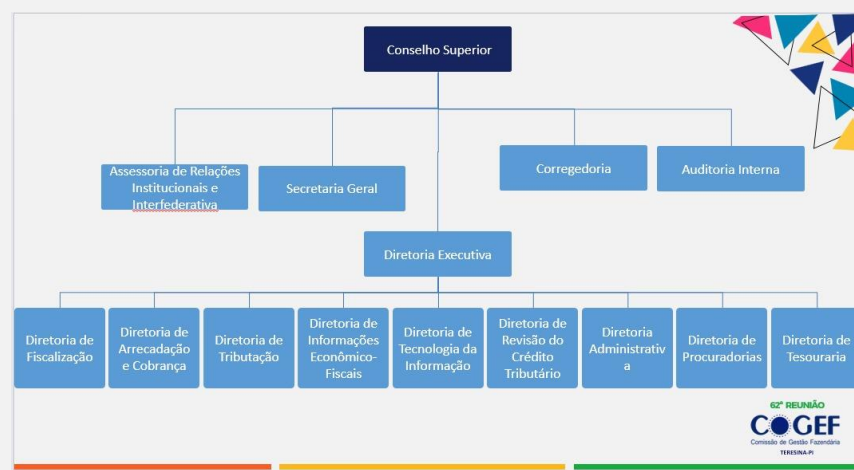 Conselho Superior
Assessoria de Relações
Institucionais e
Interfederativa
Secretaria Geral
Corregedoria
Auditoria Interna
Diretoria Executiva
Diretoria de
Fiscalização
Diretoria de
Arrecadação
e Cobrança
Diretoria de
Tributação
Diretoria de
Informações
Econômico-
Fiscais
Diretoria de
Tecnologia da
Informação
Diretoria de
Revisão do
Crédito
Tributário
Diretoria
Administrativ
a
Diretoria de
Procuradorias
Diretoria de
Tesouraria
62ª REUNIÃO
COGEF
Comissão de Gestão Fazendária
TERESINA-PI